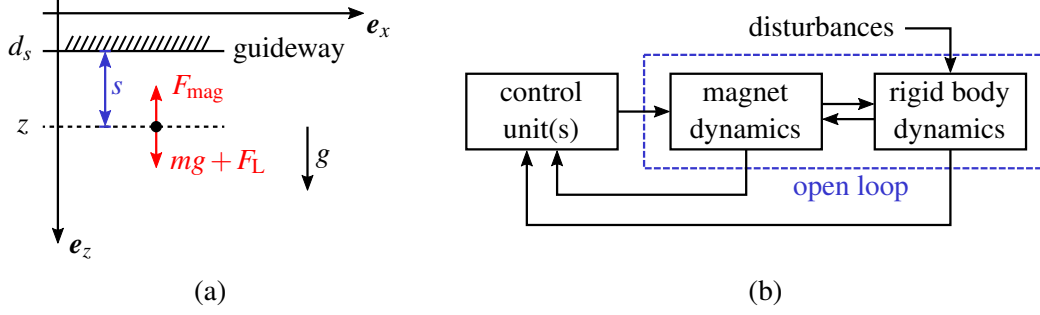 e_x
d_s
guideway
s
F_mag
z
mg + F_L
g
e_z
(a)
disturbances
control
unit(s)
magnet
dynamics
rigid body
dynamics
open loop
(b)